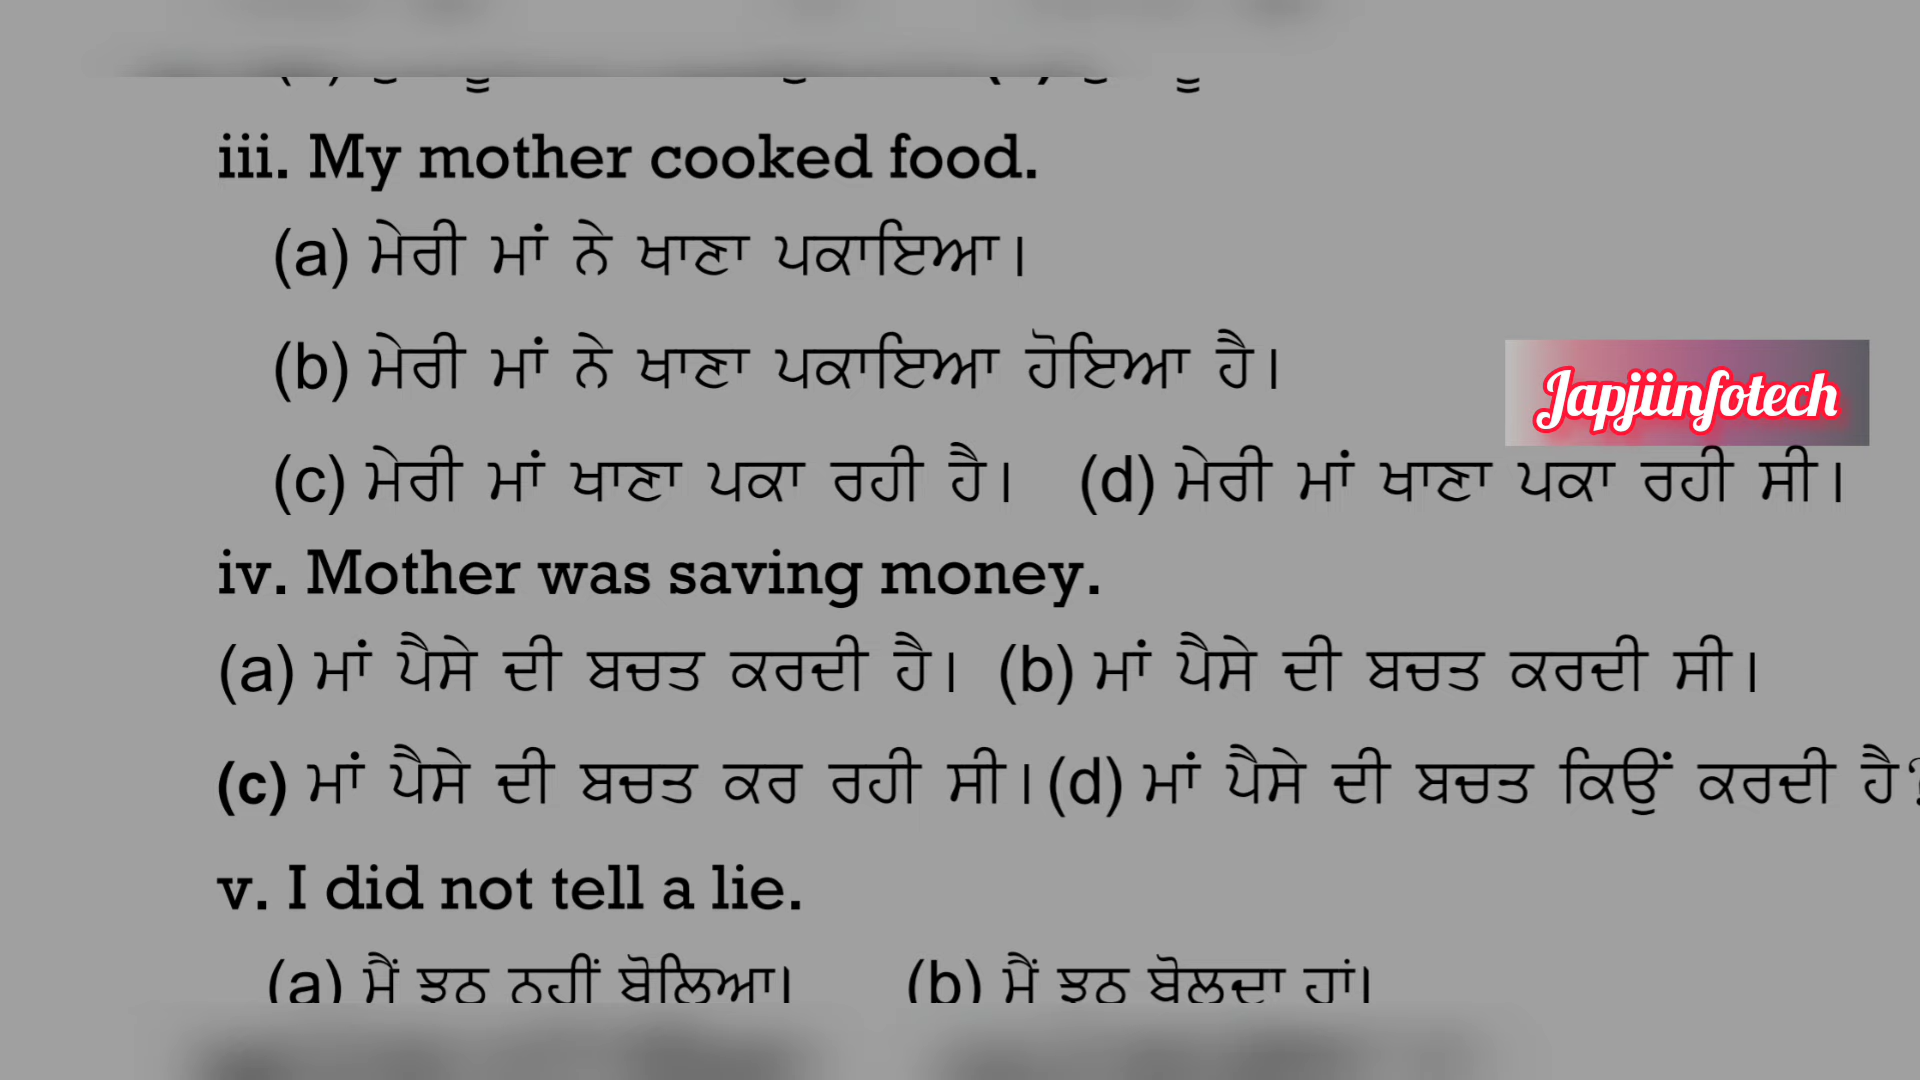 iii. My mother cooked food.
(a) ਮੇਰੀ ਮਾਂ ਨੇ ਖਾਣਾ ਪਕਾਇਆ।
(b) ਮੇਰੀ ਮਾਂ ਨੇ ਖਾਣਾ ਪਕਾਇਆ ਹੋਇਆ ਹੈ।
Japjiinfotech
(c) ਮੇਰੀ ਮਾਂ ਖਾਣਾ ਪਕਾ ਰਹੀ ਹੈ। (d) ਮੇਰੀ ਮਾਂ ਖਾਣਾ ਪਕਾ ਰਹੀ ਸੀ।
iv. Mother was saving money.
(a) ਮਾਂ ਪੈਸੇ ਦੀ ਬਚਤ ਕਰਦੀ ਹੈ। (b) ਮਾਂ ਪੈਸੇ ਦੀ ਬਚਤ ਕਰਦੀ ਸੀ।
(c) ਮਾਂ ਪੈਸੇ ਦੀ ਬਚਤ ਕਰ ਰਹੀ ਸੀ। (d) ਮਾਂ ਪੈਸੇ ਦੀ ਬਚਤ ਕਿਉਂ ਕਰਦੀ ਹੈ?
v. I did not tell a lie.
(a) ਮੈਂ ਝੂਠ ਨਹੀਂ ਬੋਲਿਆ। (b) ਮੈਂ ਝੂਠ ਬੋਲਦਾ ਹਾਂ।